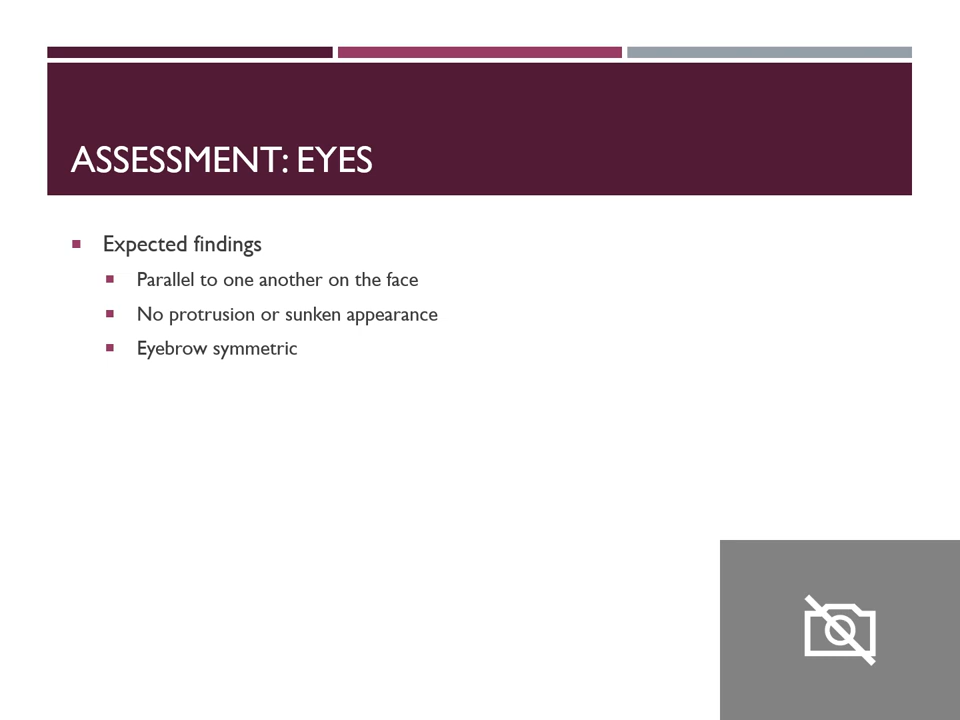 ASSESSMENT: EYES
Expected findings
Parallel to one another on the face
No protrusion or sunken appearance
Eyebrow symmetric